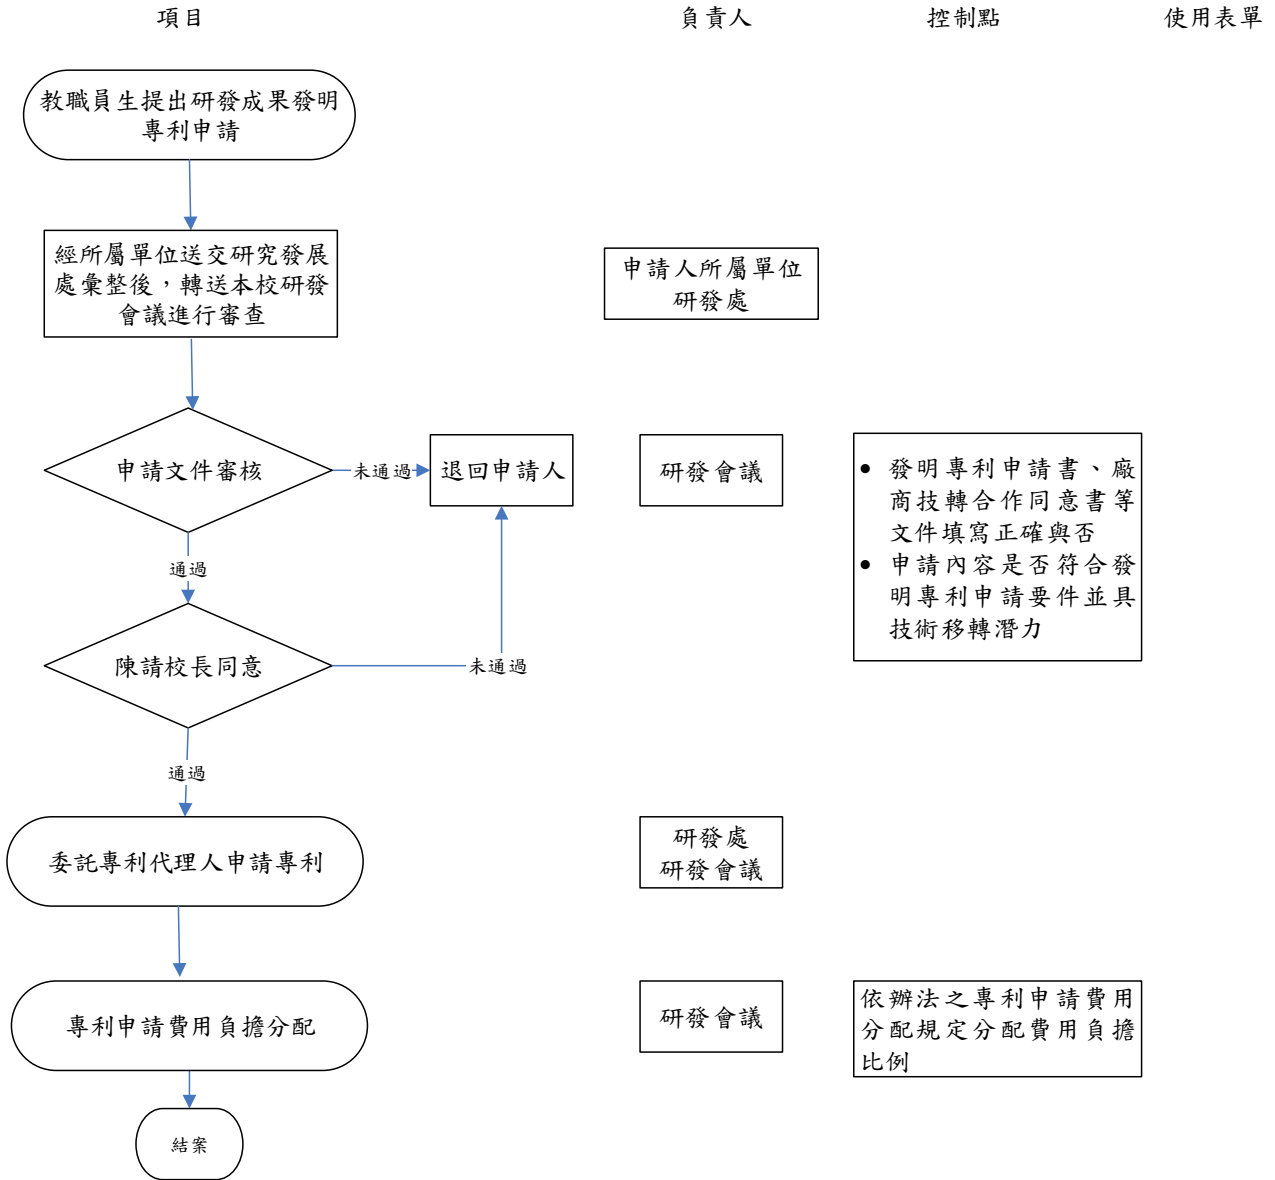 項目
負責人
控制點
使用表單
教職員生提出研發成果發明
專利申請
經所屬單位送交研究發展
處彙整後，轉送本校研發
會議進行審查
申請人所屬單位
研發處
申請文件審核
未通過
退回申請人
研發會議
• 發明專利申請書、廠
商技轉合作同意書等
文件填寫正確與否
• 申請內容是否符合發
明專利申請要件並具
技術移轉潛力
通過
陳請校長同意
未通過
通過
委託專利代理人申請專利
研發處
研發會議
專利申請費用負擔分配
研發會議
依辦法之專利申請費用
分配規定分配費用負擔
比例
結案